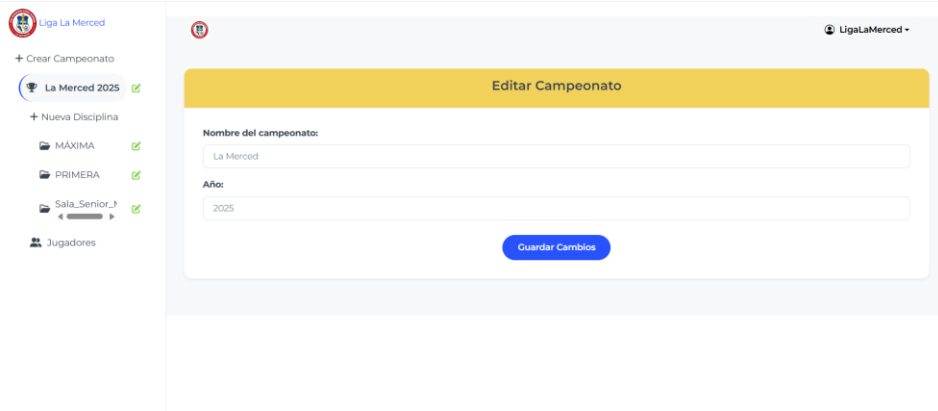 Liga La Merced
LigaLaMerced
+ Crear Campeonato
La Merced 2025
+ Nueva Disciplina
MÁXIMA
PRIMERA
Sala_Senior_
Jugadores
Editar Campeonato
Nombre del campeonato:
La Merced
Año:
2025
Guardar Cambios